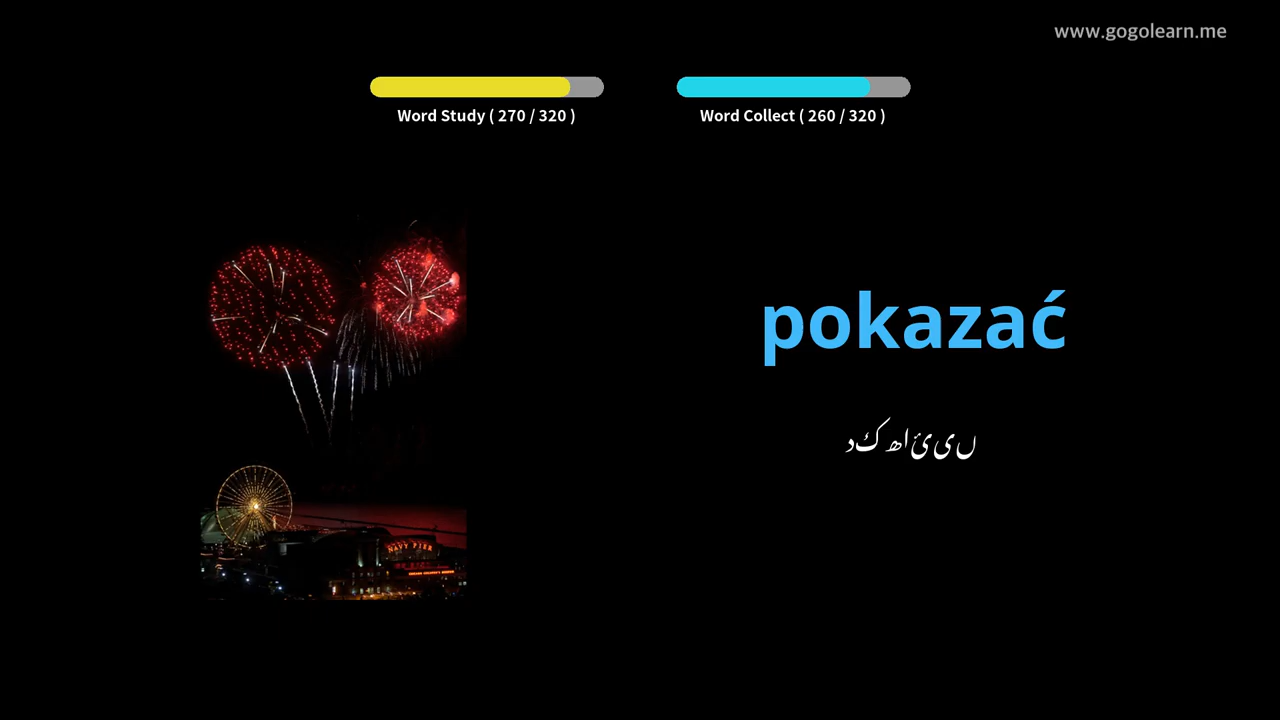 www.gogolearn.me
Word Study ( 270 / 320 )
Word Collect ( 260 / 320 )
pokazać
دکھائیں
NAVY PIER